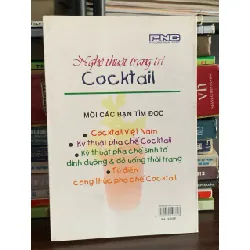 PNC
Nghệ thuật trang trí
Cocktail
MỜI CÁC BẠN TÌM ĐỌC
Cocktail Việt Nam
Kỹ thuật pha chế Cocktail
Kỹ thuật pha chế sinh tố
dinh dưỡng & đồ uống thời trang
Từ điển
công thức pha chế Cocktail